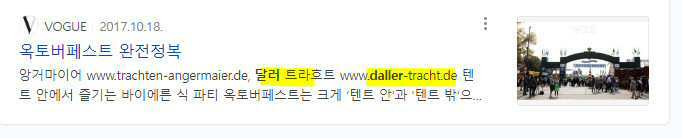 VOGUE · 2017.10.18.
옥토버페스트 완전정복
앙거마이어 www.trachten-angermaier.de, 달러 트라흐트 www.daller-tracht.de 텐
트 안에서 즐기는 바이에른 식 파티 옥토버페스트는 크게 '텐트 안'과 '텐트 밖'으...